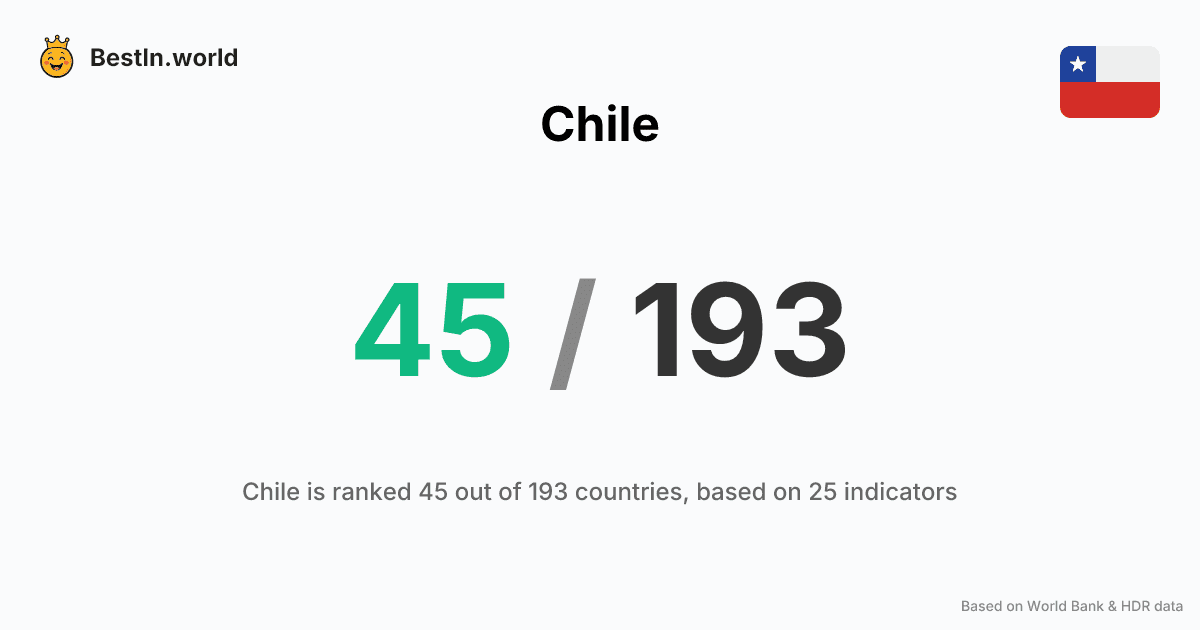 BestIn.world
Chile
45 / 193
Chile is ranked 45 out of 193 countries, based on 25 indicators
Based on World Bank & HDR data